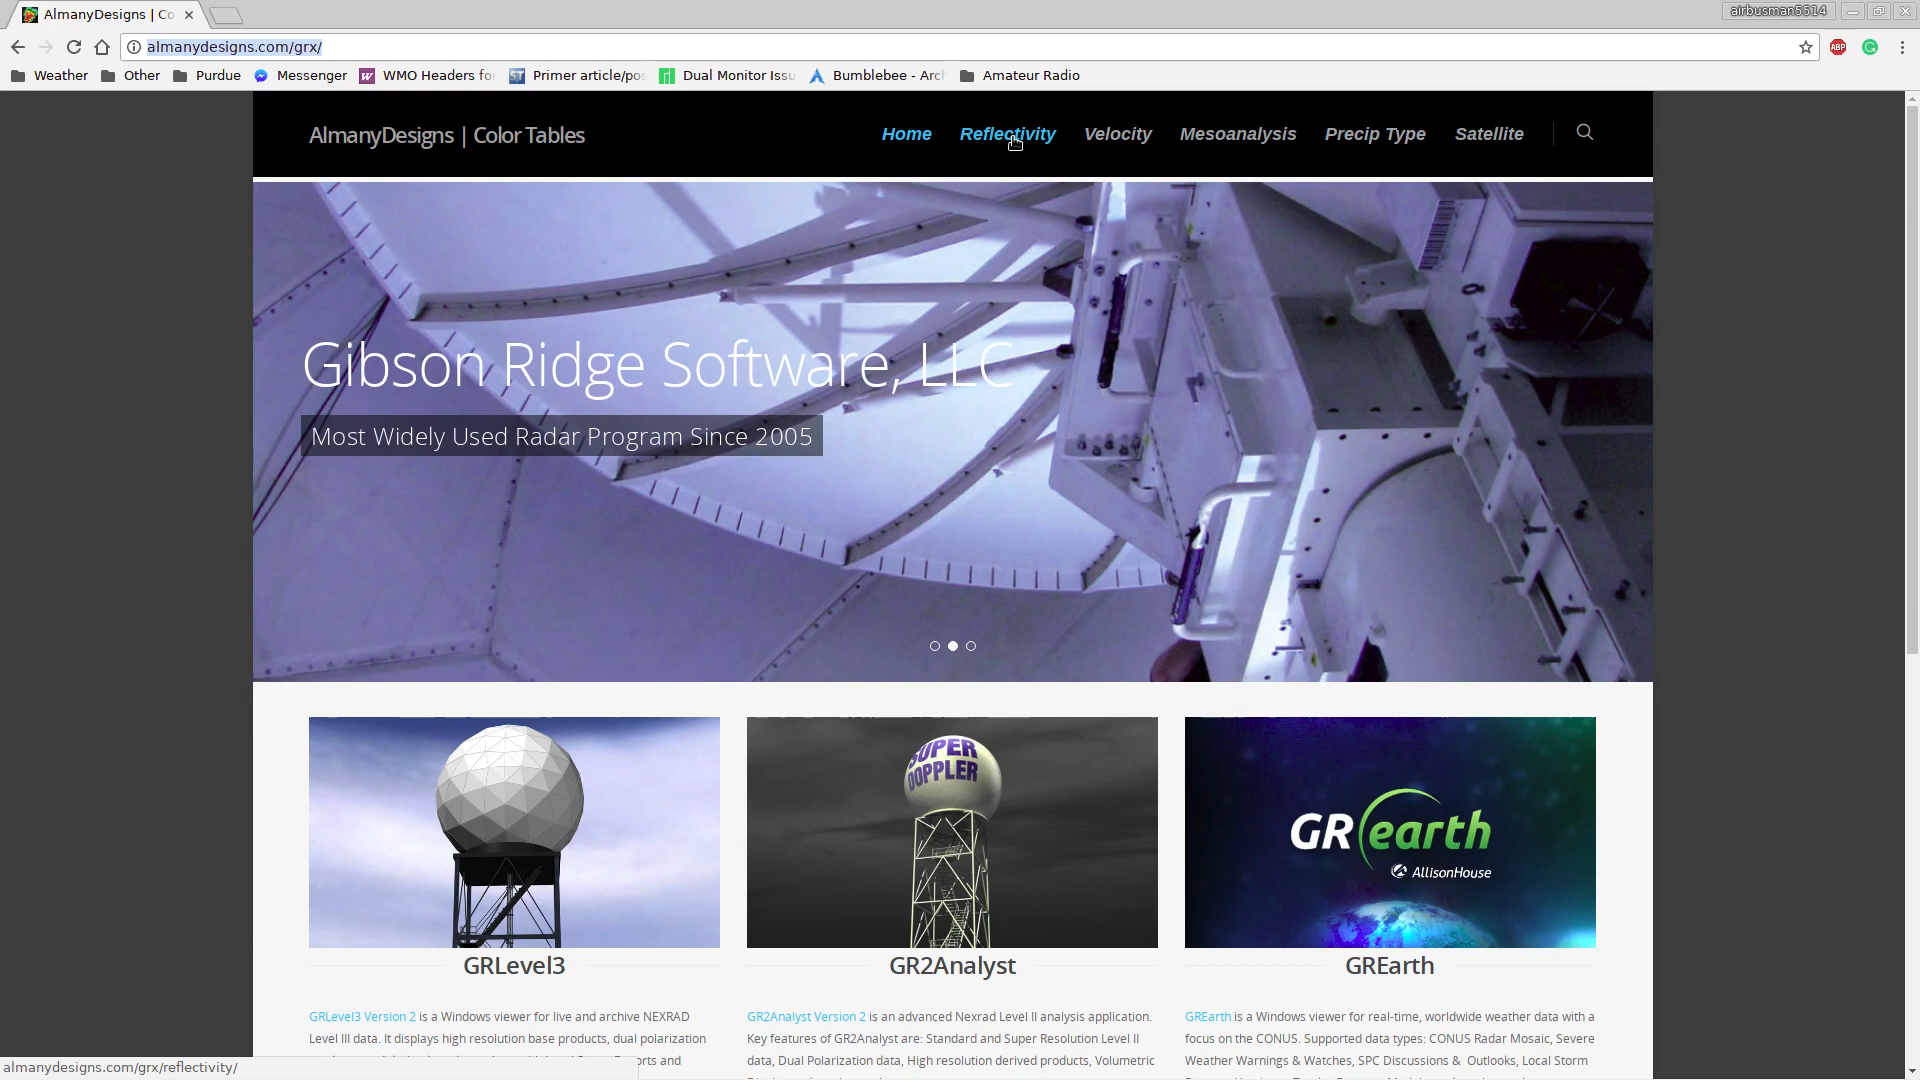 AlmanyDesigns | Co
airbusman5514
almanydesigns.com/grx/
ABP
Weather
Other
Purdue
Messenger
WMO Headers fo
Primer article/po
Dual Monitor Issu
Bumblebee - Arc
Amateur Radio
AlmanyDesigns | Color Tables
Home
Reflectivity
Velocity
Mesoanalysis
Precip Type
Satellite
Gibson Ridge Software, LLC
Most Widely Used Radar Program Since 2005
SUPER
DOPPLER
GR earth
AllisonHouse
GRLevel3
GR2Analyst
GREarth
GRLevel3 Version 2 is a Windows viewer for live and archive NEXRAD
Level III data. It displays high resolution base products, dual polarization
GR2Analyst Version 2 is an advanced Nexrad Level II analysis application.
Key features of GR2Analyst are: Standard and Super Resolution Level II
data, Dual Polarization data, High resolution derived products, Volumetric
GREarth is a Windows viewer for real-time, worldwide weather data with a
focus on the CONUS. Supported data types: CONUS Radar Mosaic, Severe
Weather Warnings & Watches, SPC Discussions & Outlooks, Local Storm
almanydesigns.com/grx/reflectivity/